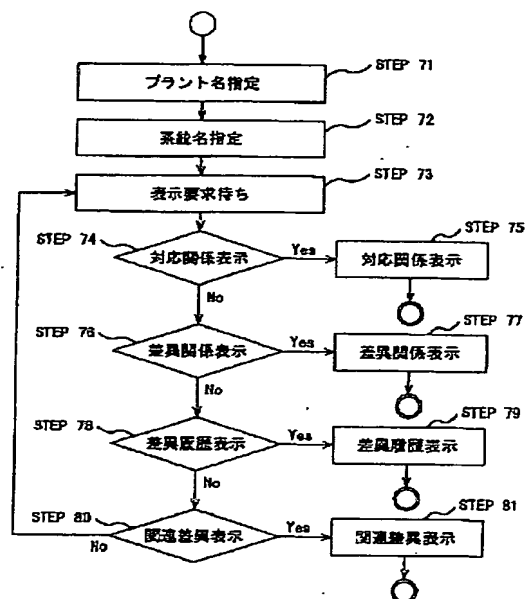 STEP 71
プラント名指定
STEP 72
系統名指定
STEP 73
表示要求待ち
STEP 74
対応関係表示
Yes
STEP 75
対応関係表示
No
STEP 76
差異関係表示
Yes
STEP 77
差異関係表示
No
STEP 78
差異履歴表示
Yes
STEP 79
差異履歴表示
No
STEP 80
関連差異表示
Yes
STEP 81
関連差異表示
No